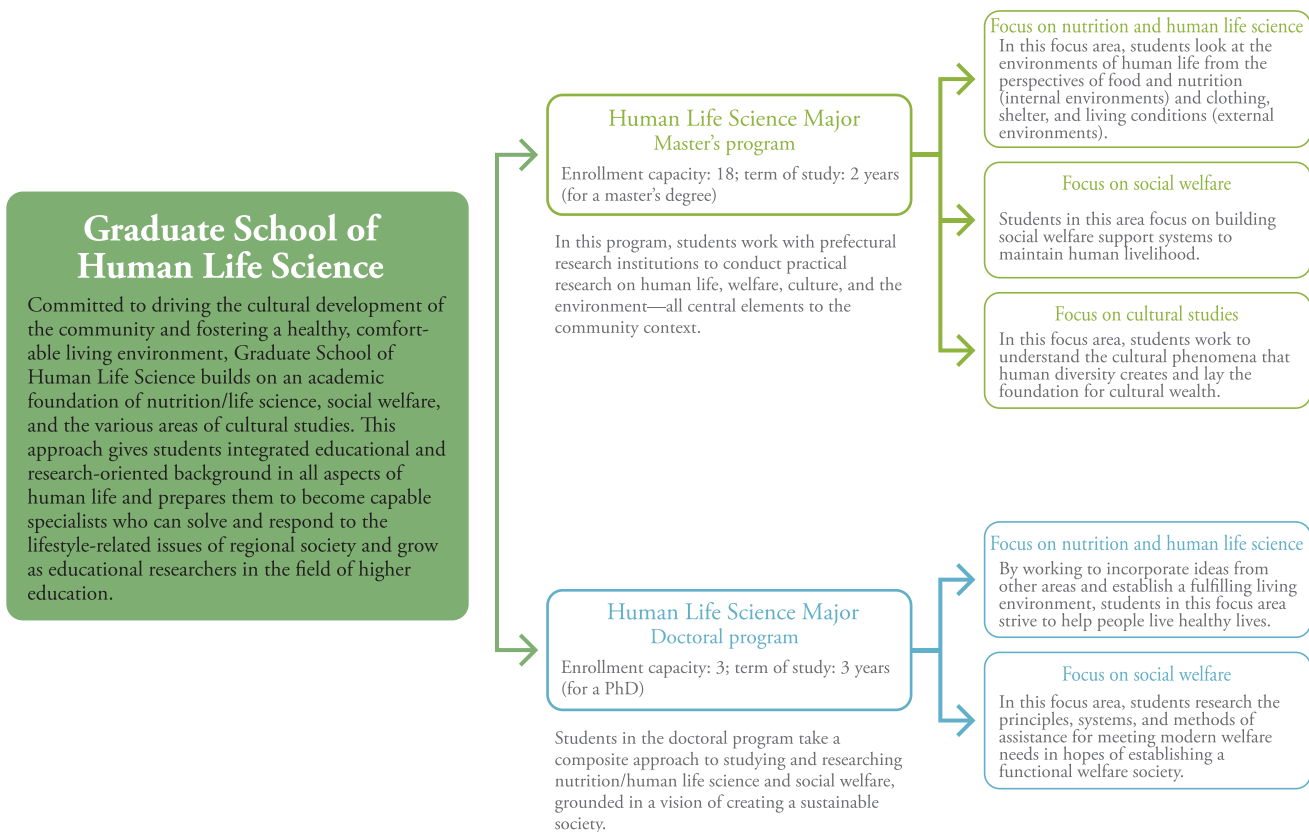 Graduate School of
Human Life Science
Committed to driving the cultural development of
the community and fostering a healthy, comfort-
able living environment, Graduate School of
Human Life Science builds on an academic
foundation of nutrition/life science, social welfare,
and the various areas of cultural studies. This
approach gives students integrated educational and
research-oriented background in all aspects of
human life and prepares them to become capable
specialists who can solve and respond to the
lifestyle-related issues of regional society and grow
as educational researchers in the field of higher
education.
Human Life Science Major
Master's program
Enrollment capacity: 18; term of study: 2 years
(for a master's degree)
In this program, students work with prefectural
research institutions to conduct practical
research on human life, welfare, culture, and the
environment—all central elements to the
community context.
Focus on nutrition and human life science
In this focus area, students look at the
environments of human life from the
perspectives of food and nutrition
(internal environments) and clothing,
shelter, and living conditions (external
environments).
Focus on social welfare
Students in this area focus on building
social welfare support systems to
maintain human livelihood.
Focus on cultural studies
In this focus area, students work to
understand the cultural phenomena that
human diversity creates and lay the
foundation for cultural wealth.
Human Life Science Major
Doctoral program
Enrollment capacity: 3; term of study: 3 years
(for a PhD)
Students in the doctoral program take a
composite approach to studying and researching
nutrition/human life science and social welfare,
grounded in a vision of creating a sustainable
society.
Focus on nutrition and human life science
By working to incorporate ideas from
other areas and establish a fulfilling living
environment, students in this focus area
strive to help people live healthy lives.
Focus on social welfare
In this focus area, students research the
principles, systems, and methods of
assistance for meeting modern welfare
needs in hopes of establishing a
functional welfare society.